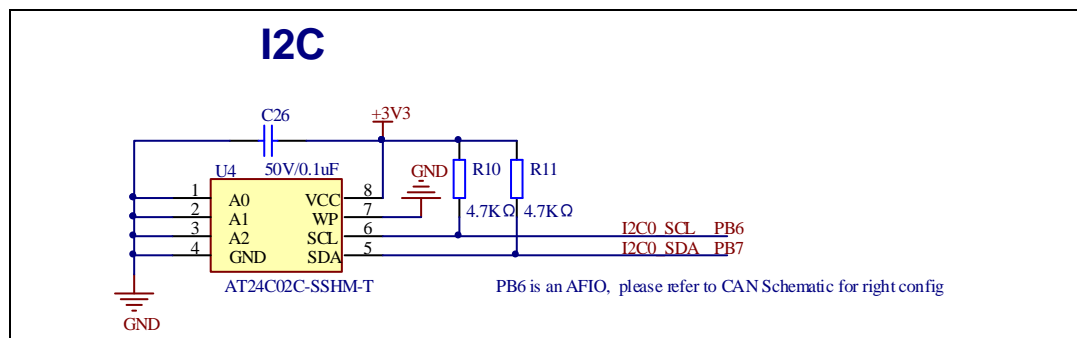 I2C
C26
+3V3
U4
50V/0.1uF
GND
R10
R11
1
A0
VCC
8
2
A1
WP
7
4.7KΩ
4.7KΩ
3
A2
SCL
6
I2C0_SCL
PB6
4
GND
SDA
5
I2C0_SDA
PB7
AT24C02C-SSHM-T
PB6 is an AFIO, please refer to CAN Schematic for right config
GND